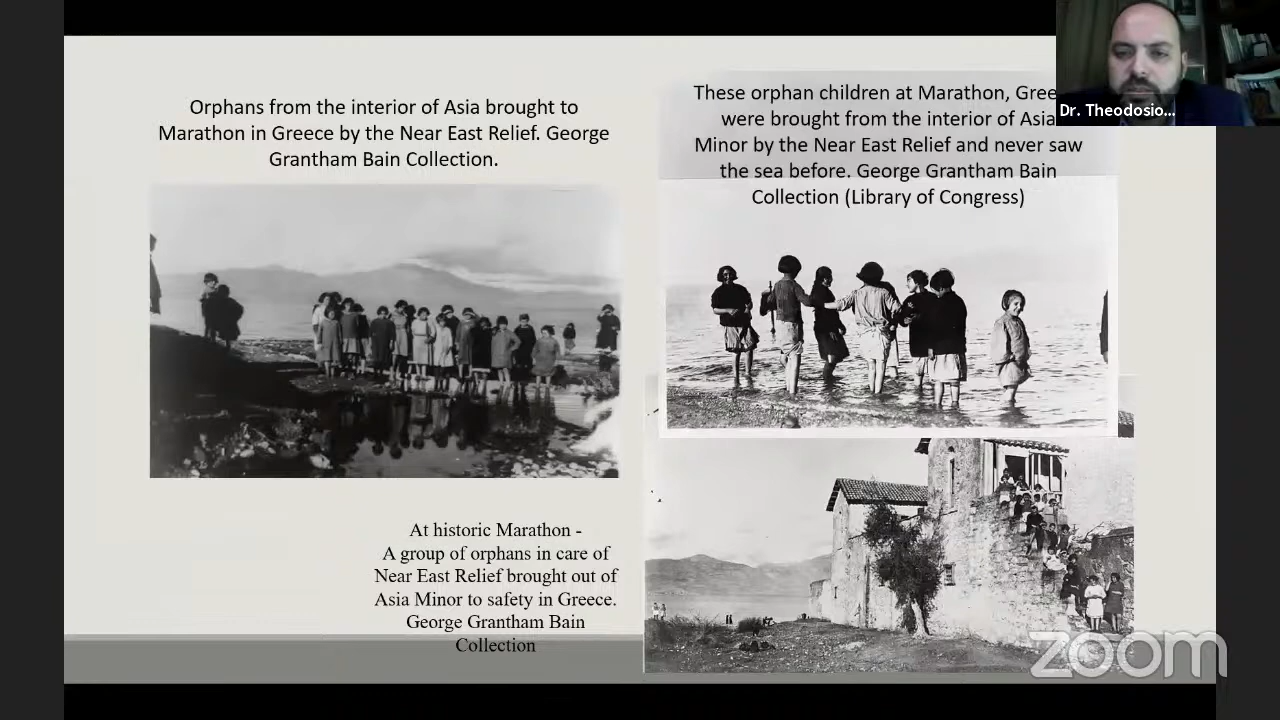 Orphans from the interior of Asia brought to
Marathon in Greece by the Near East Relief. George
Grantham Bain Collection.
These orphan children at Marathon,
were brought from the interior of Asia
Minor by the Near East Relief and never saw
the sea before. George Grantham Bain
Collection (Library of Congress)
Dr. Theodosio...
At historic Marathon -
A group of orphans in care of
Near East Relief brought out of
Asia Minor to safety in Greece.
George Grantham Bain
Collection
zoom